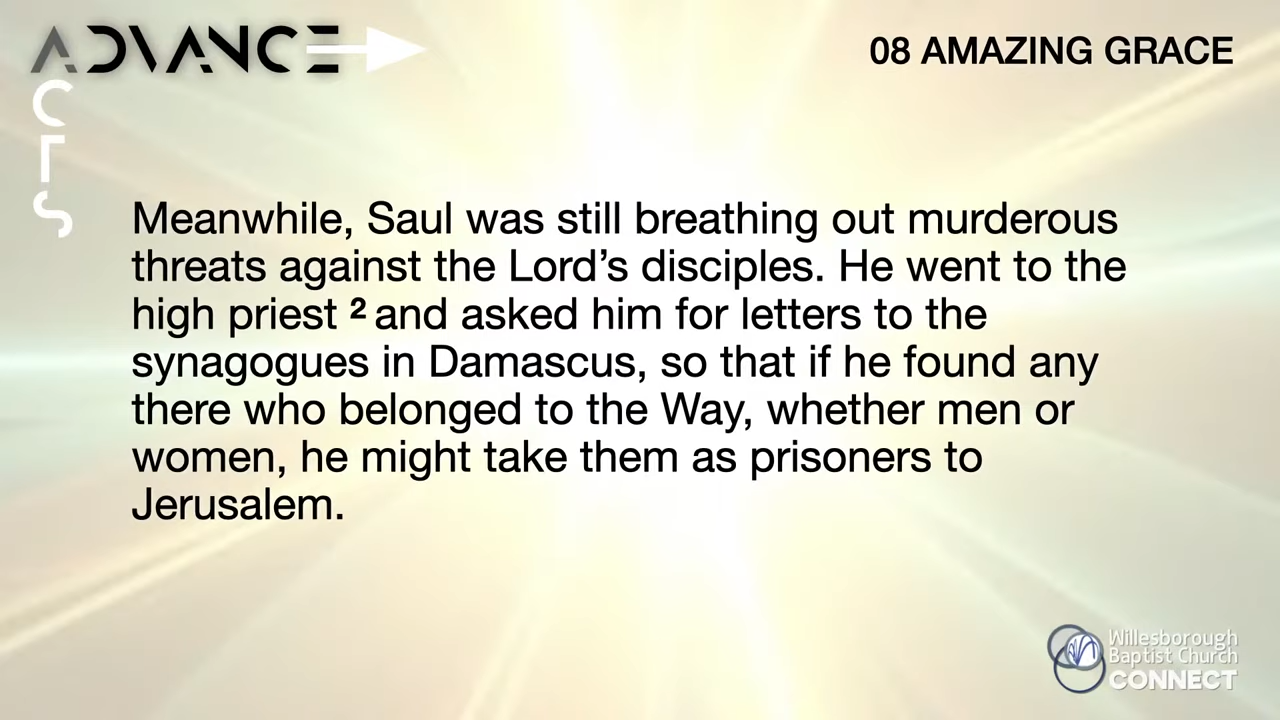 ADVANCE
CTS
08 AMAZING GRACE
Meanwhile, Saul was still breathing out murderous
threats against the Lord’s disciples. He went to the
high priest ² and asked him for letters to the
synagogues in Damascus, so that if he found any
there who belonged to the Way, whether men or
women, he might take them as prisoners to
Jerusalem.
Willesborough
Baptist Church
CONNECT